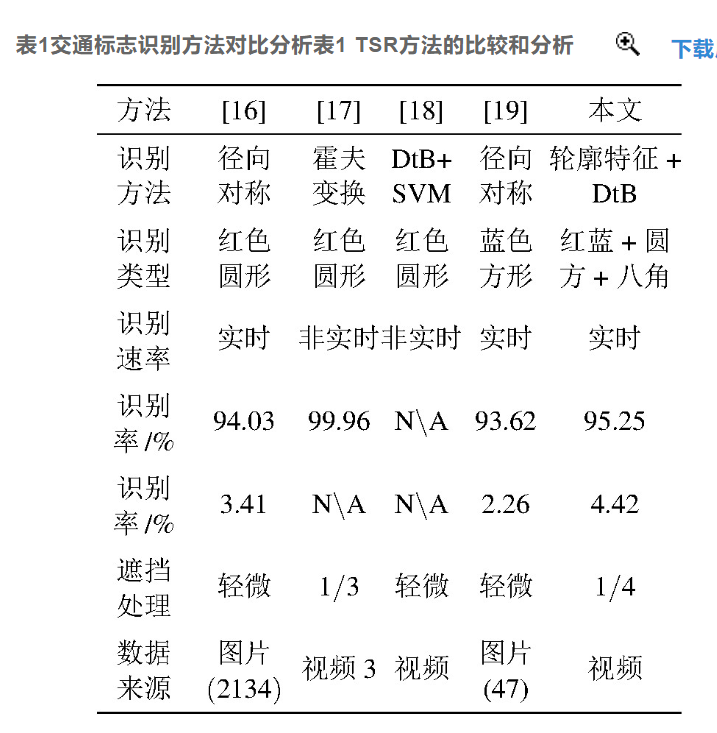 表1交通标志识别方法对比分析表1 TSR方法的比较和分析
下载
方法 [16] [17] [18] [19] 本文
识别 径向 霍夫 DtB+ 径向 轮廓特征 +
方法 对称 变换 SVM 对称 DtB
识别 红色 红色 红色 蓝色 红蓝 + 圆
类型 圆形 圆形 圆形 方形 方 + 八角
识别
速率 实时 非实时 非实时 实时 实时
识别
率/% 94.03 99.96 N\A 93.62 95.25
识别
率/% 3.41 N\A N\A 2.26 4.42
遮挡
处理 轻微 1/3 轻微 轻微 1/4
数据 图片 视频 3 视频 图片 视频
来源 (2134) (47)